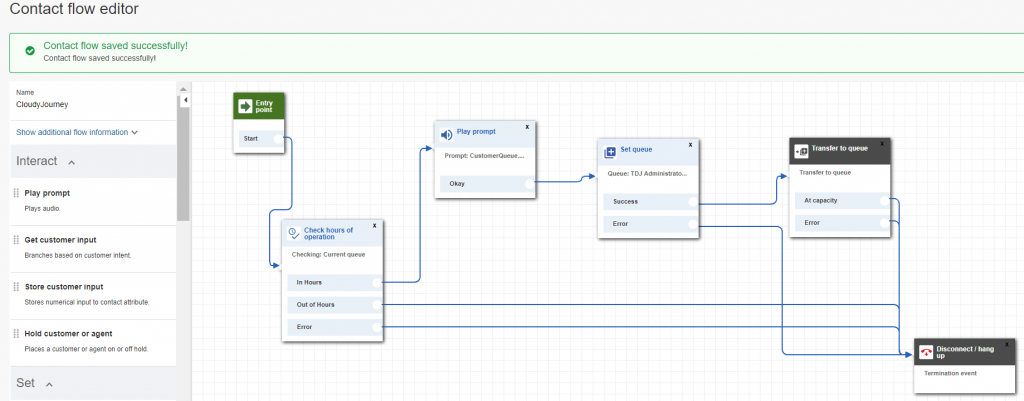 Contact flow editor
Contact flow saved successfully!
Contact flow saved successfully!
Name
CloudyJourney
Show additional flow information
Interact
Play prompt
Plays audio.
Get customer input
Branches based on customer intent.
Store customer input
Stores numerical input to contact attribute.
Hold customer or agent
Places a customer or agent on or off hold.
Set
Entry
point
Start
x
Check hours of
operation
Checking: Current queue
In Hours
Out of Hours
Error
x
Play prompt
Prompt: CustomerQueue....
Okay
x
Set queue
Queue: TDJ Administrato...
Success
Error
x
Transfer to queue
Transfer to queue
At capacity
Error
x
Disconnect / hang
up
Termination event